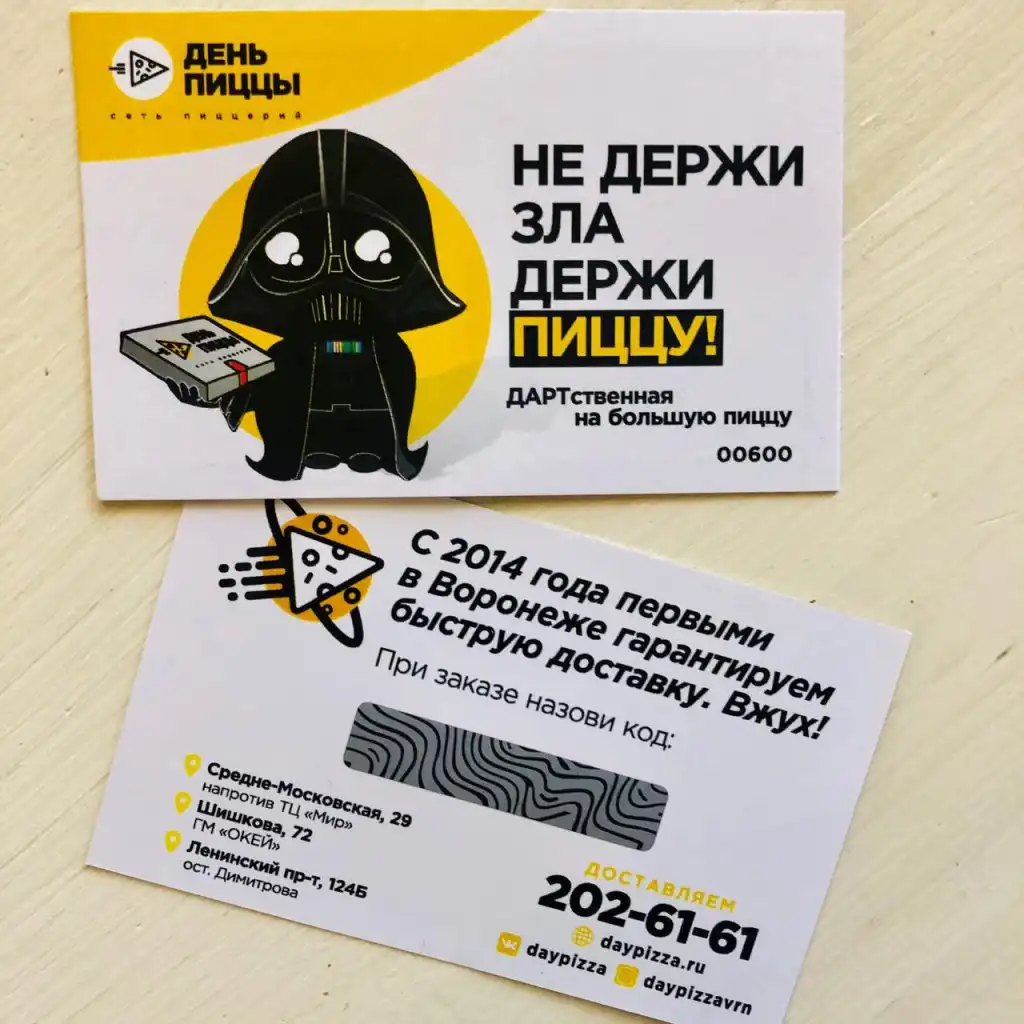 ДЕНЬ
ПИЦЦЫ
сеть пиццерий
НЕ ДЕРЖИ
ЗЛА
ДЕРЖИ
ПИЦЦУ!
ДАРТственная
на большую пиццу
00600
ДЕНЬ
ПИЦЦЫ
С 2014 года первыми
в Воронеже гарантируем
быструю доставку. Вжух!
При заказе назови код:
Средне-Московская, 29
напротив ТЦ «Мир»
Шишкова, 72
ГМ «ОКЕЙ»
Ленинский пр-т, 124Б
ост. Димитрова
ДОСТАВЛЯЕМ
202-61-61
daypizza.ru
daypizza
daypizzavrn